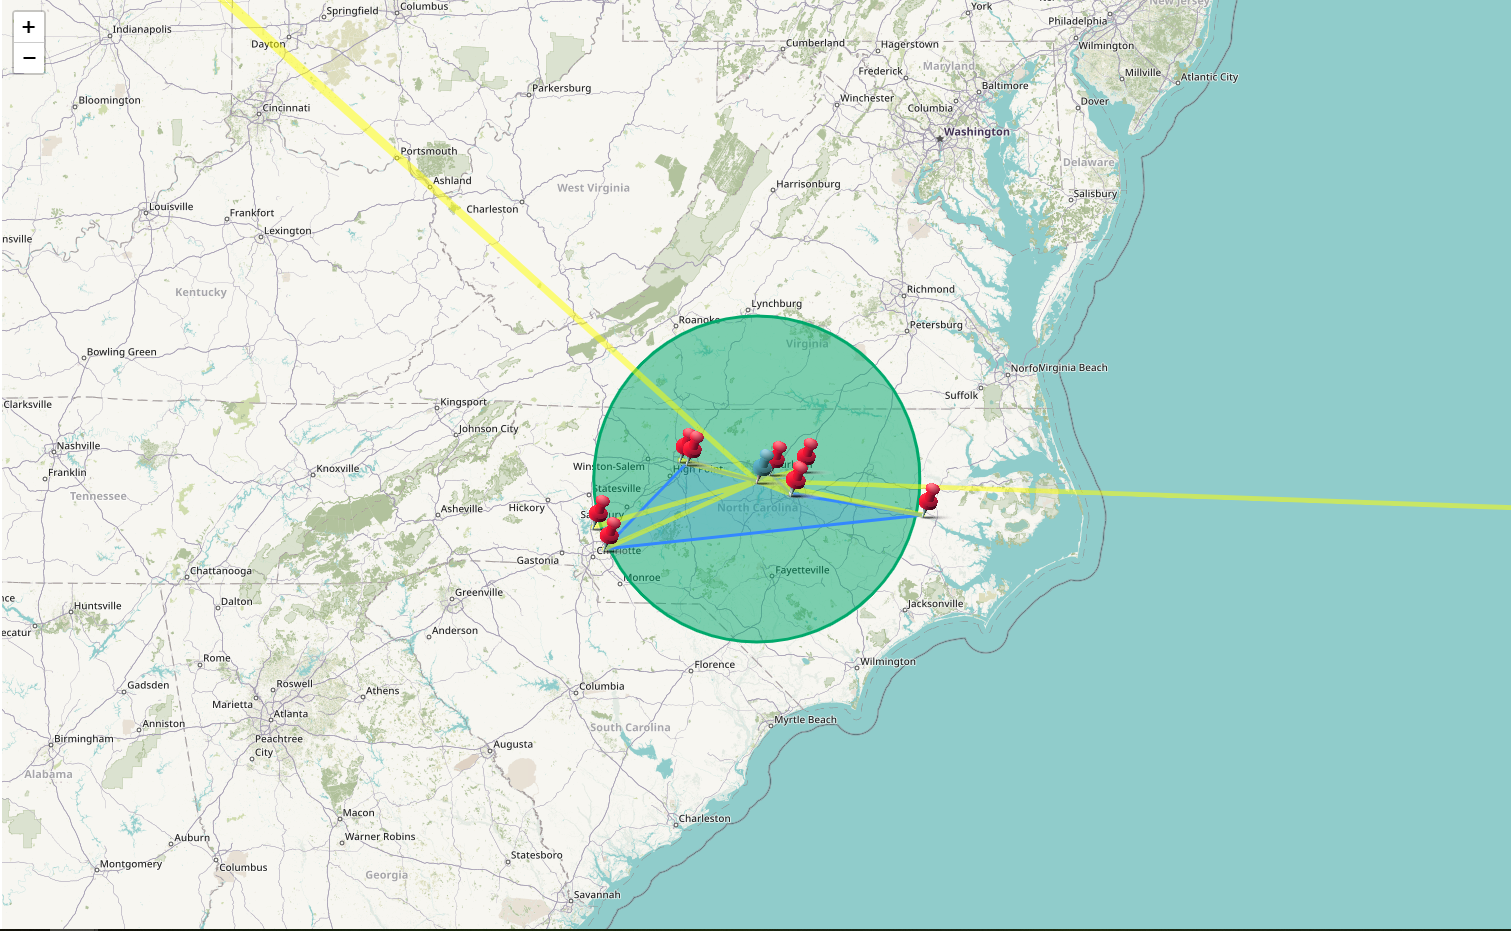 +
−
Springfield
Columbus
York
New Jersey
Indianapolis
Dayton
Philadelphia
Cumberland
Hagerstown
Wilmington
Frederick
Maryland
Millville
Atlantic City
Bloomington
Parkersburg
Baltimore
Cincinnati
Winchester
Columbia
Dover
Washington
Portsmouth
Delaware
Ashland
West Virginia
Harrisonburg
Salisbury
Louisville
Frankfort
Charleston
Lexington
nsville
Kentucky
Richmond
Lynchburg
Roanoke
Petersburg
Virginia
Bowling Green
Norfo
Virginia Beach
Suffolk
Clarksville
Kingsport
Johnson City
Nashville
Franklin
Knoxville
Winston-Salem
High Point
Statesville
Tennessee
Asheville
Hickory
North Carolina
Gastonia
Charlotte
Chattanooga
Monroe
Fayetteville
nce
Huntsville
Dalton
Greenville
Jacksonville
ecatur
Anderson
Rome
Florence
Wilmington
Gadsden
Roswell
Athens
Columbia
Marietta
Atlanta
Anniston
Myrtle Beach
South Carolina
Birmingham
Peachtree
City
Augusta
Alabama
Macon
Charleston
Auburn
Warner Robins
Statesboro
Montgomery
Columbus
Georgia
Savannah